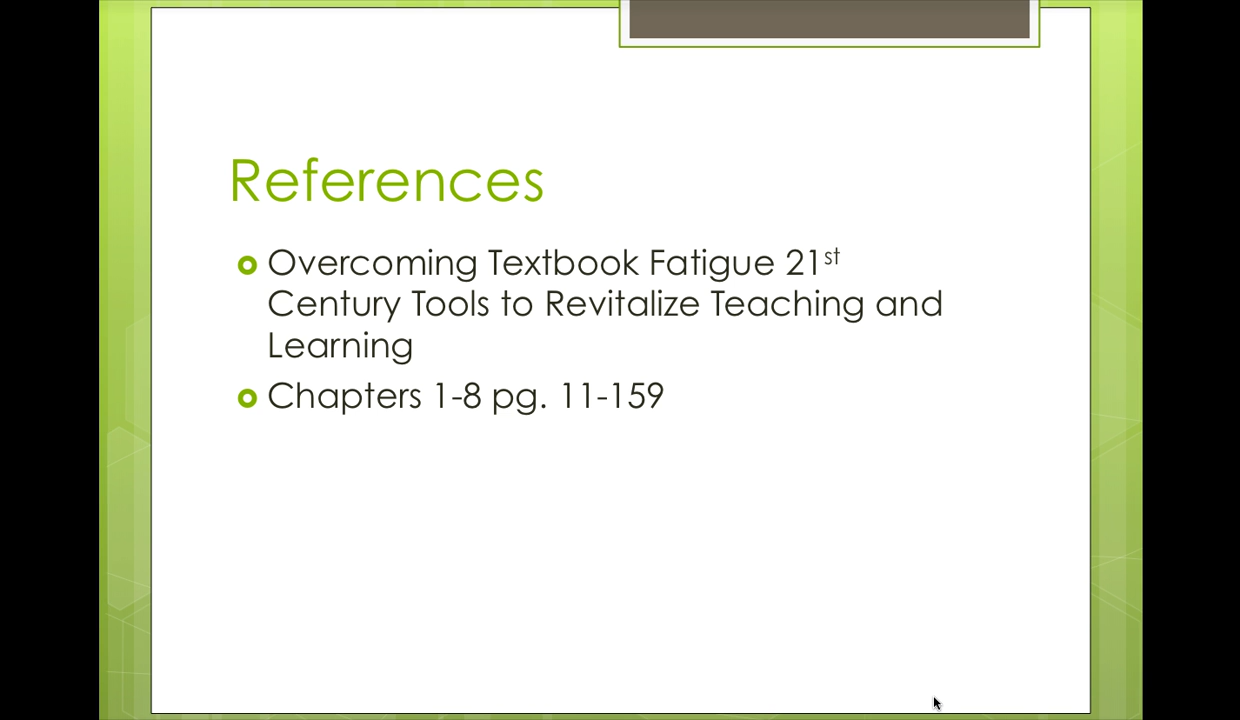 References
Overcoming Textbook Fatigue 21st
Century Tools to Revitalize Teaching and
Learning
Chapters 1-8 pg. 11-159